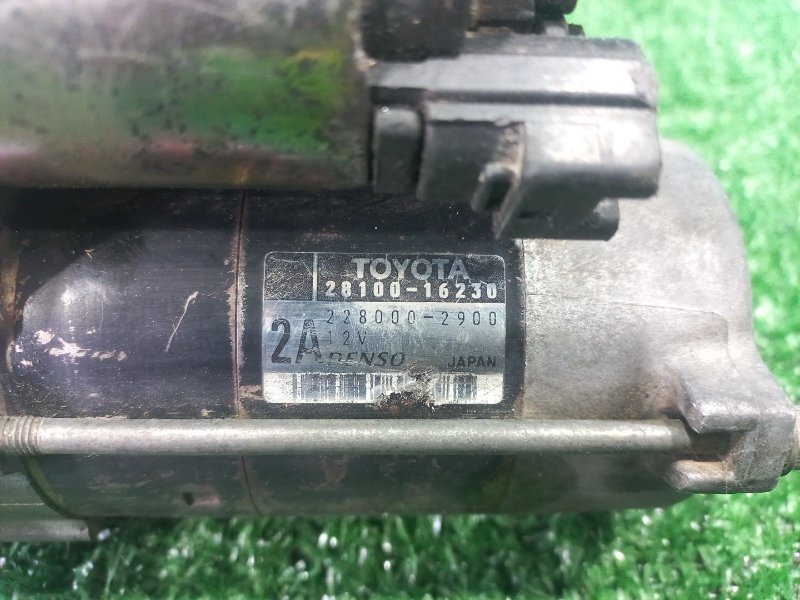 TOYOTA
28100-16230
228000-2900
2A 12V
DENSO JAPAN